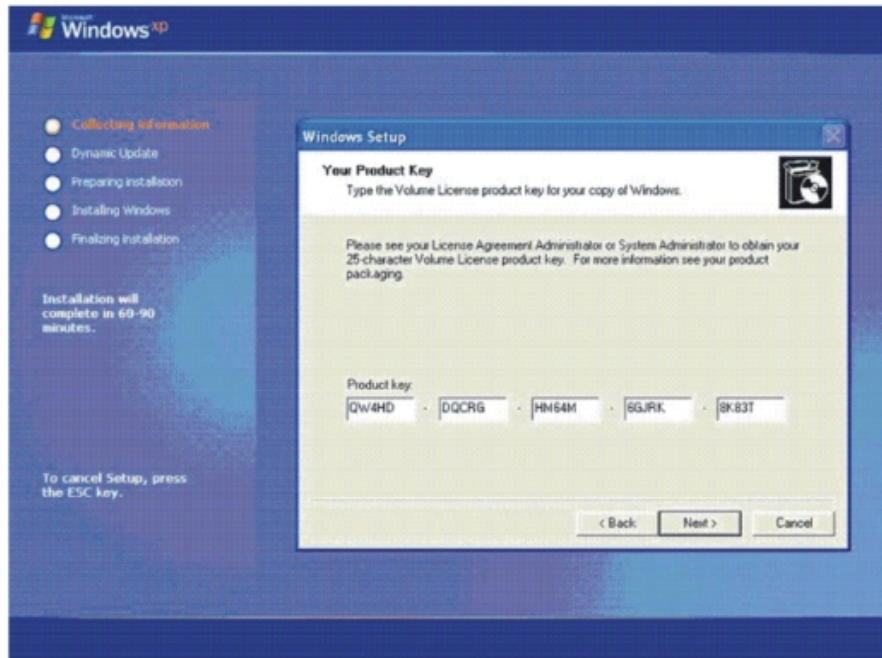 Microsoft
Windows xp
Collecting information
Dynamic Update
Preparing installation
Installing Windows
Finalizing installation
Installation will
complete in 60-90
minutes.
To cancel Setup, press
the ESC key.
Windows Setup
Your Product Key
Type the Volume License product key for your copy of Windows.
Please see your License Agreement Administrator or System Administrator to obtain your
25-character Volume License product key. For more information see your product
packaging.
Product key:
QW4HD - DQCRG - HM64M - 6GJRK - 8K83T
< Back Next > Cancel